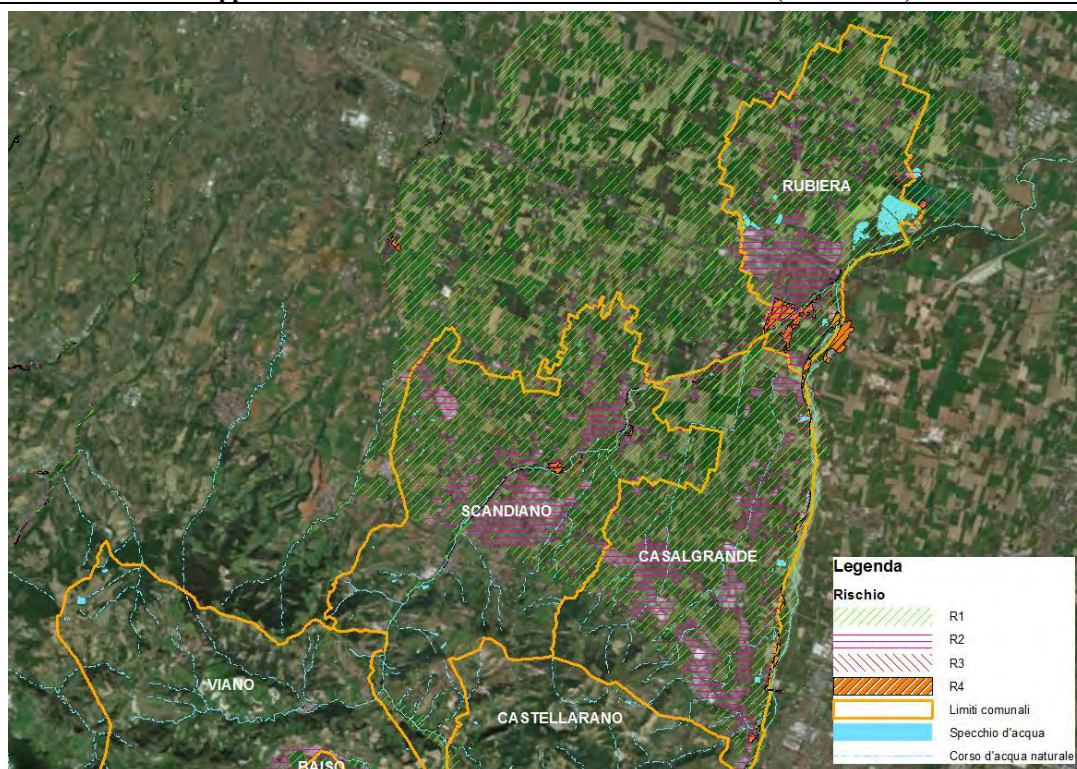 RUBIERA
SCANDIANO
CASALGRANDE
VIANO
CASTELLARANO
BAISO
Legenda
Rischio
R1
R2
R3
R4
Limiti comunali
Specchio d'acqua
Corso d'acqua naturale